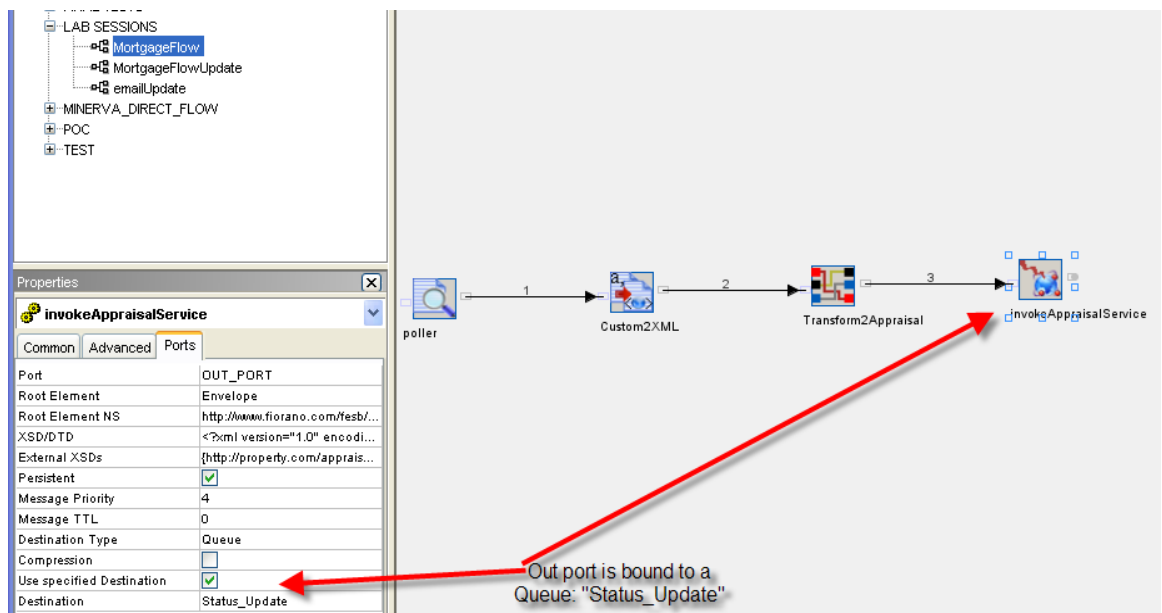 LAB SESSIONS
MortgageFlow
MortgageFlowUpdate
emailUpdate
MINERVA_DIRECT_FLOW
POC
TEST
Properties
invokeAppraisalService
Common Advanced Ports
Port OUT_PORT
Root Element Envelope
Root Element NS http://www.fiorano.com/fesb/...
XSD/DTD <?xml version="1.0" encodi...
External XSDs {http://property.com/apprais...
Persistent
Message Priority 4
Message TTL 0
Destination Type Queue
Compression
Use specified Destination
Destination Status_Update
1
2
3
poller
Custom2XML
Transform2Appraisal
invokeAppraisalService
Out port is bound to a
Queue: "Status_Update"